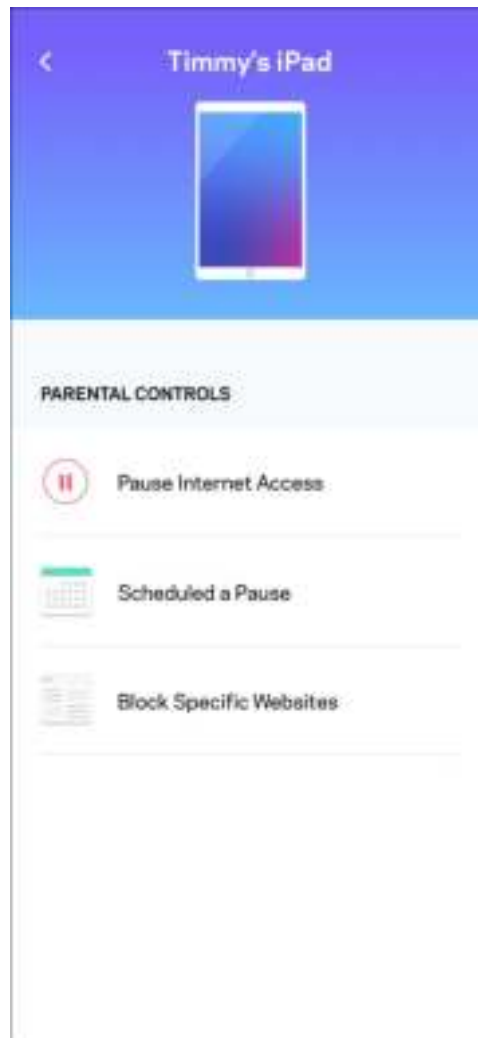 Timmy's iPad
PARENTAL CONTROLS
Pause Internet Access
Scheduled a Pause
Block Specific Websites